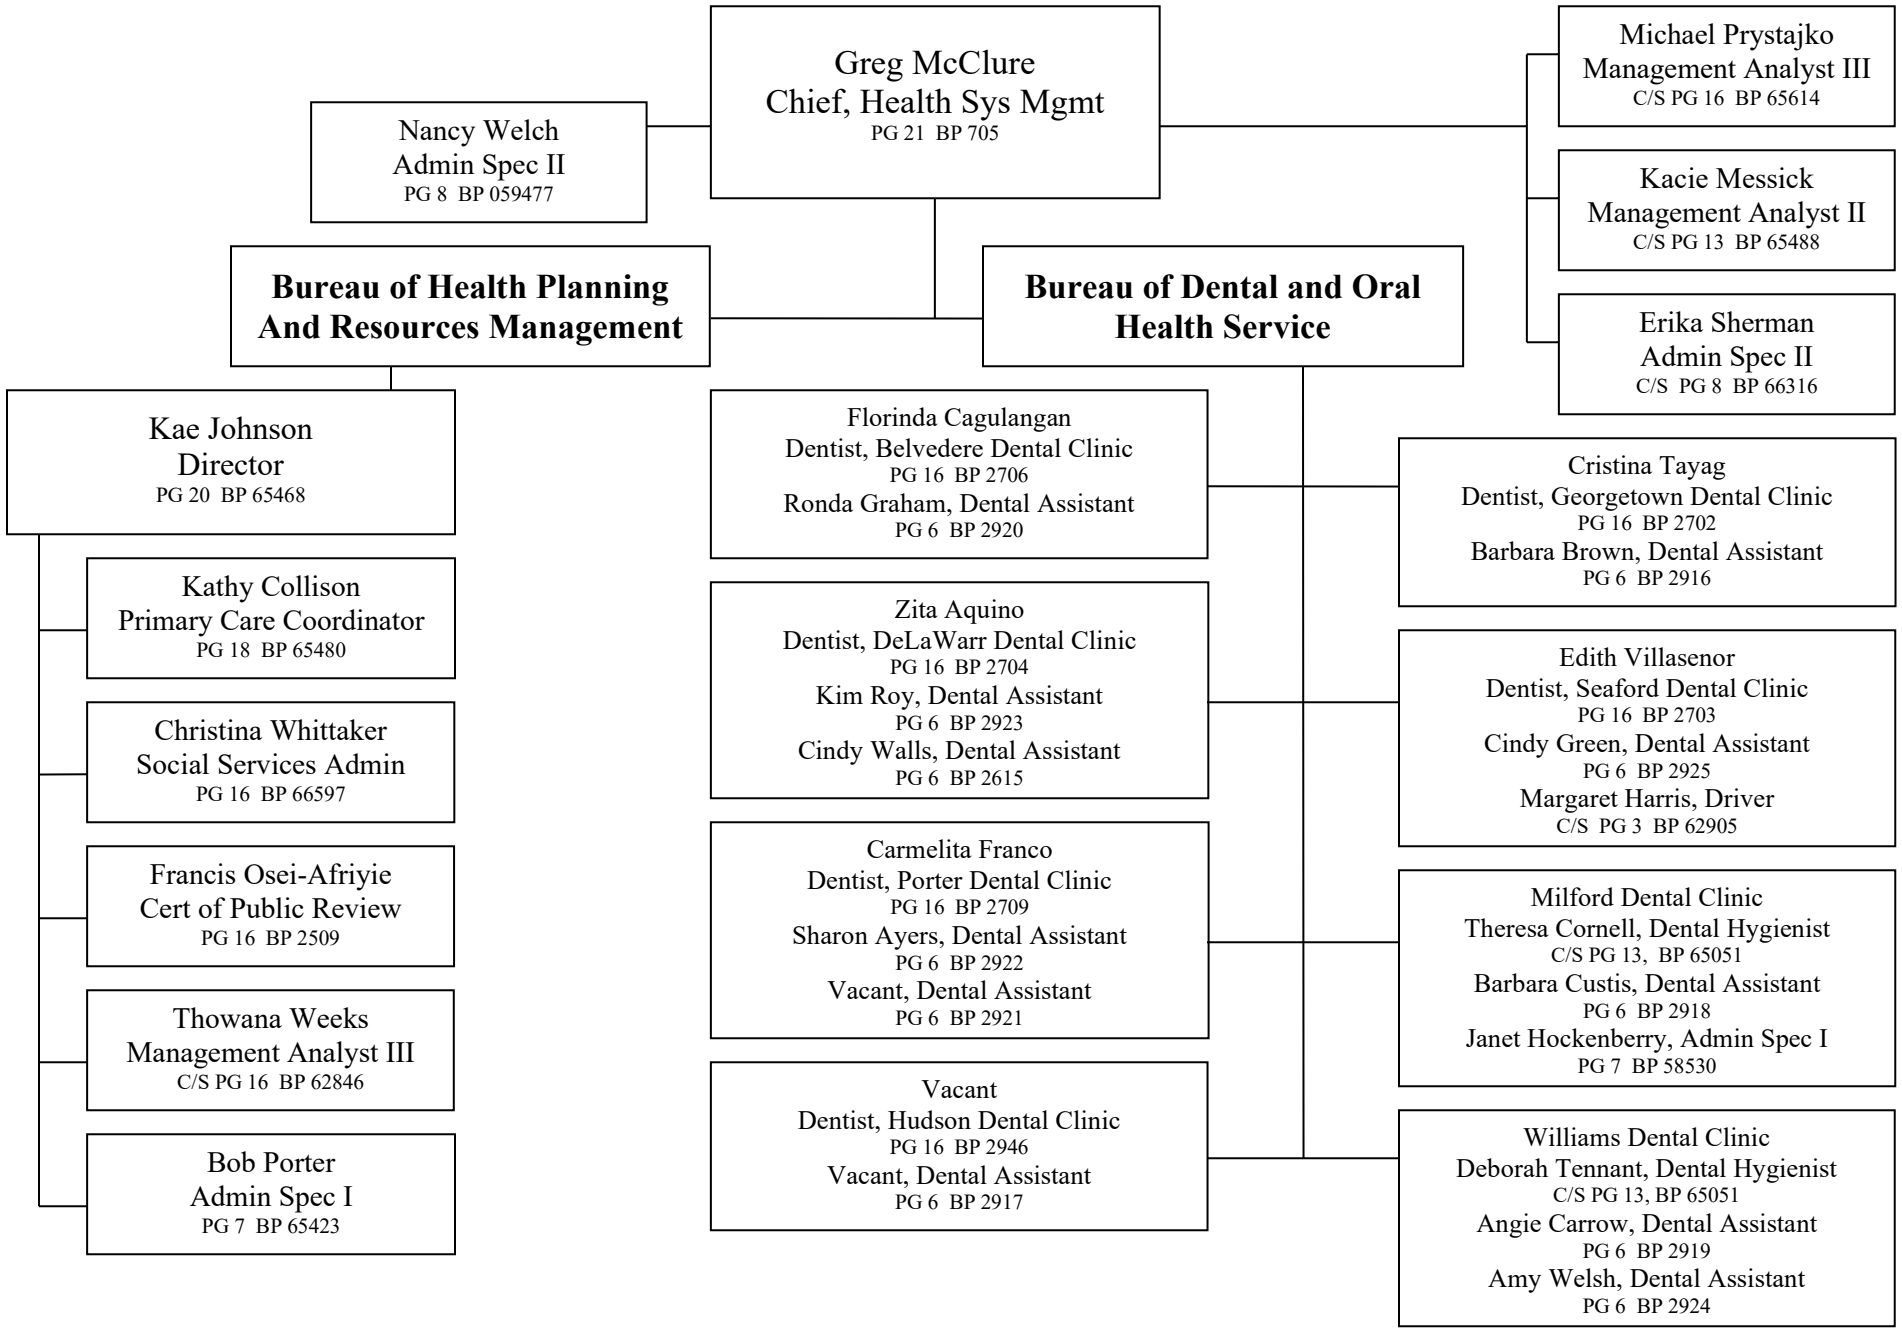 Greg McClure
Chief, Health Sys Mgmt
PG 21 BP 705
Nancy Welch
Admin Spec II
PG 8 BP 059477
Michael Prystajko
Management Analyst III
C/S PG 16 BP 65614
Kacie Messick
Management Analyst II
C/S PG 13 BP 65488
Erika Sherman
Admin Spec II
C/S PG 8 BP 66316
Bureau of Health Planning
And Resources Management
Bureau of Dental and Oral
Health Service
Kae Johnson
Director
PG 20 BP 65468
Kathy Collison
Primary Care Coordinator
PG 18 BP 65480
Christina Whittaker
Social Services Admin
PG 16 BP 66597
Francis Osei-Afriyie
Cert of Public Review
PG 16 BP 2509
Thowana Weeks
Management Analyst III
C/S PG 16 BP 62846
Bob Porter
Admin Spec I
PG 7 BP 65423
Florinda Cagulangan
Dentist, Belvedere Dental Clinic
PG 16 BP 2706
Ronda Graham, Dental Assistant
PG 6 BP 2920
Zita Aquino
Dentist, DeLaWarr Dental Clinic
PG 16 BP 2704
Kim Roy, Dental Assistant
PG 6 BP 2923
Cindy Walls, Dental Assistant
PG 6 BP 2615
Carmelita Franco
Dentist, Porter Dental Clinic
PG 16 BP 2709
Sharon Ayers, Dental Assistant
PG 6 BP 2922
Vacant, Dental Assistant
PG 6 BP 2921
Vacant
Dentist, Hudson Dental Clinic
PG 16 BP 2946
Vacant, Dental Assistant
PG 6 BP 2917
Cristina Tayag
Dentist, Georgetown Dental Clinic
PG 16 BP 2702
Barbara Brown, Dental Assistant
PG 6 BP 2916
Edith Villasenor
Dentist, Seaford Dental Clinic
PG 16 BP 2703
Cindy Green, Dental Assistant
PG 6 BP 2925
Margaret Harris, Driver
C/S PG 3 BP 62905
Milford Dental Clinic
Theresa Cornell, Dental Hygienist
C/S PG 13, BP 65051
Barbara Custis, Dental Assistant
PG 6 BP 2918
Janet Hockenberry, Admin Spec I
PG 7 BP 58530
Williams Dental Clinic
Deborah Tennant, Dental Hygienist
C/S PG 13, BP 65051
Angie Carrow, Dental Assistant
PG 6 BP 2919
Amy Welsh, Dental Assistant
PG 6 BP 2924